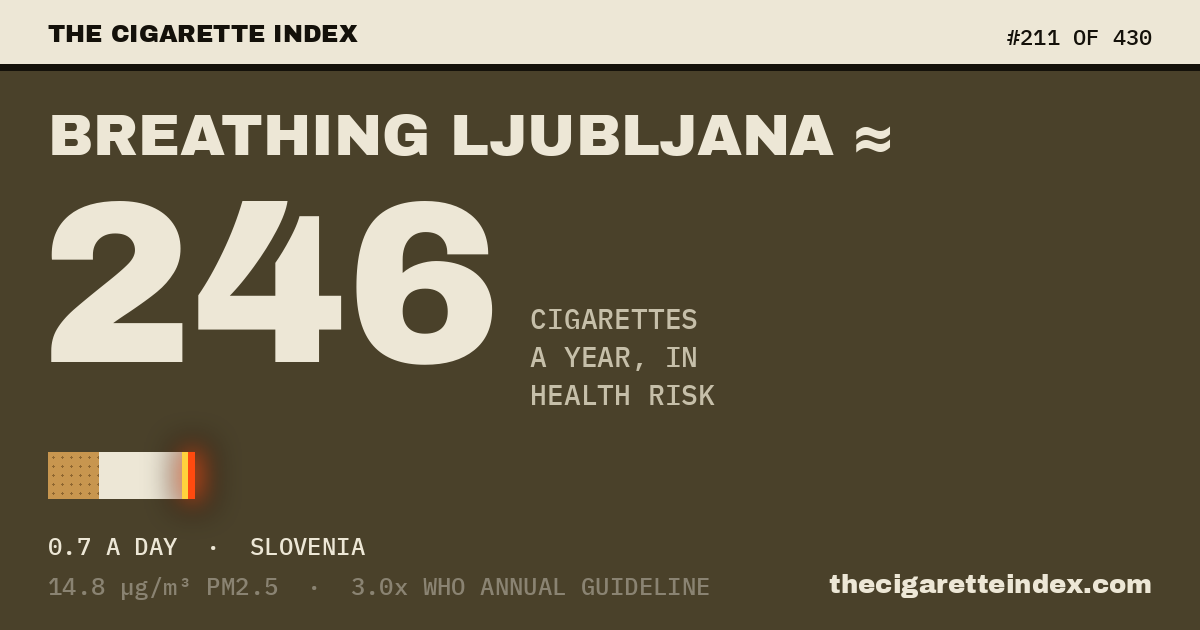 THE CIGARETTE INDEX
#211 OF 430
BREATHING LJUBLJANA ≈
246
CIGARETTES
A YEAR, IN
HEALTH RISK
0.7 A DAY · SLOVENIA
14.8 µg/m³ PM2.5 · 3.0x WHO ANNUAL GUIDELINE
thecigaretteindex.com